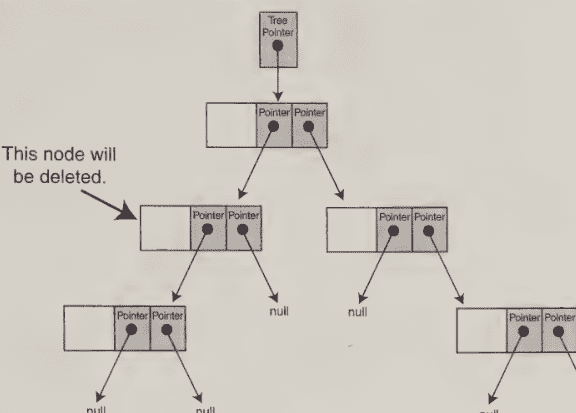 Tree
Pointer
Pointer Pointer
This node will
be deleted.
Pointer Pointer
Pointer Pointer
null
null
Pointer Pointer
Pointer Pointer
null
null
null